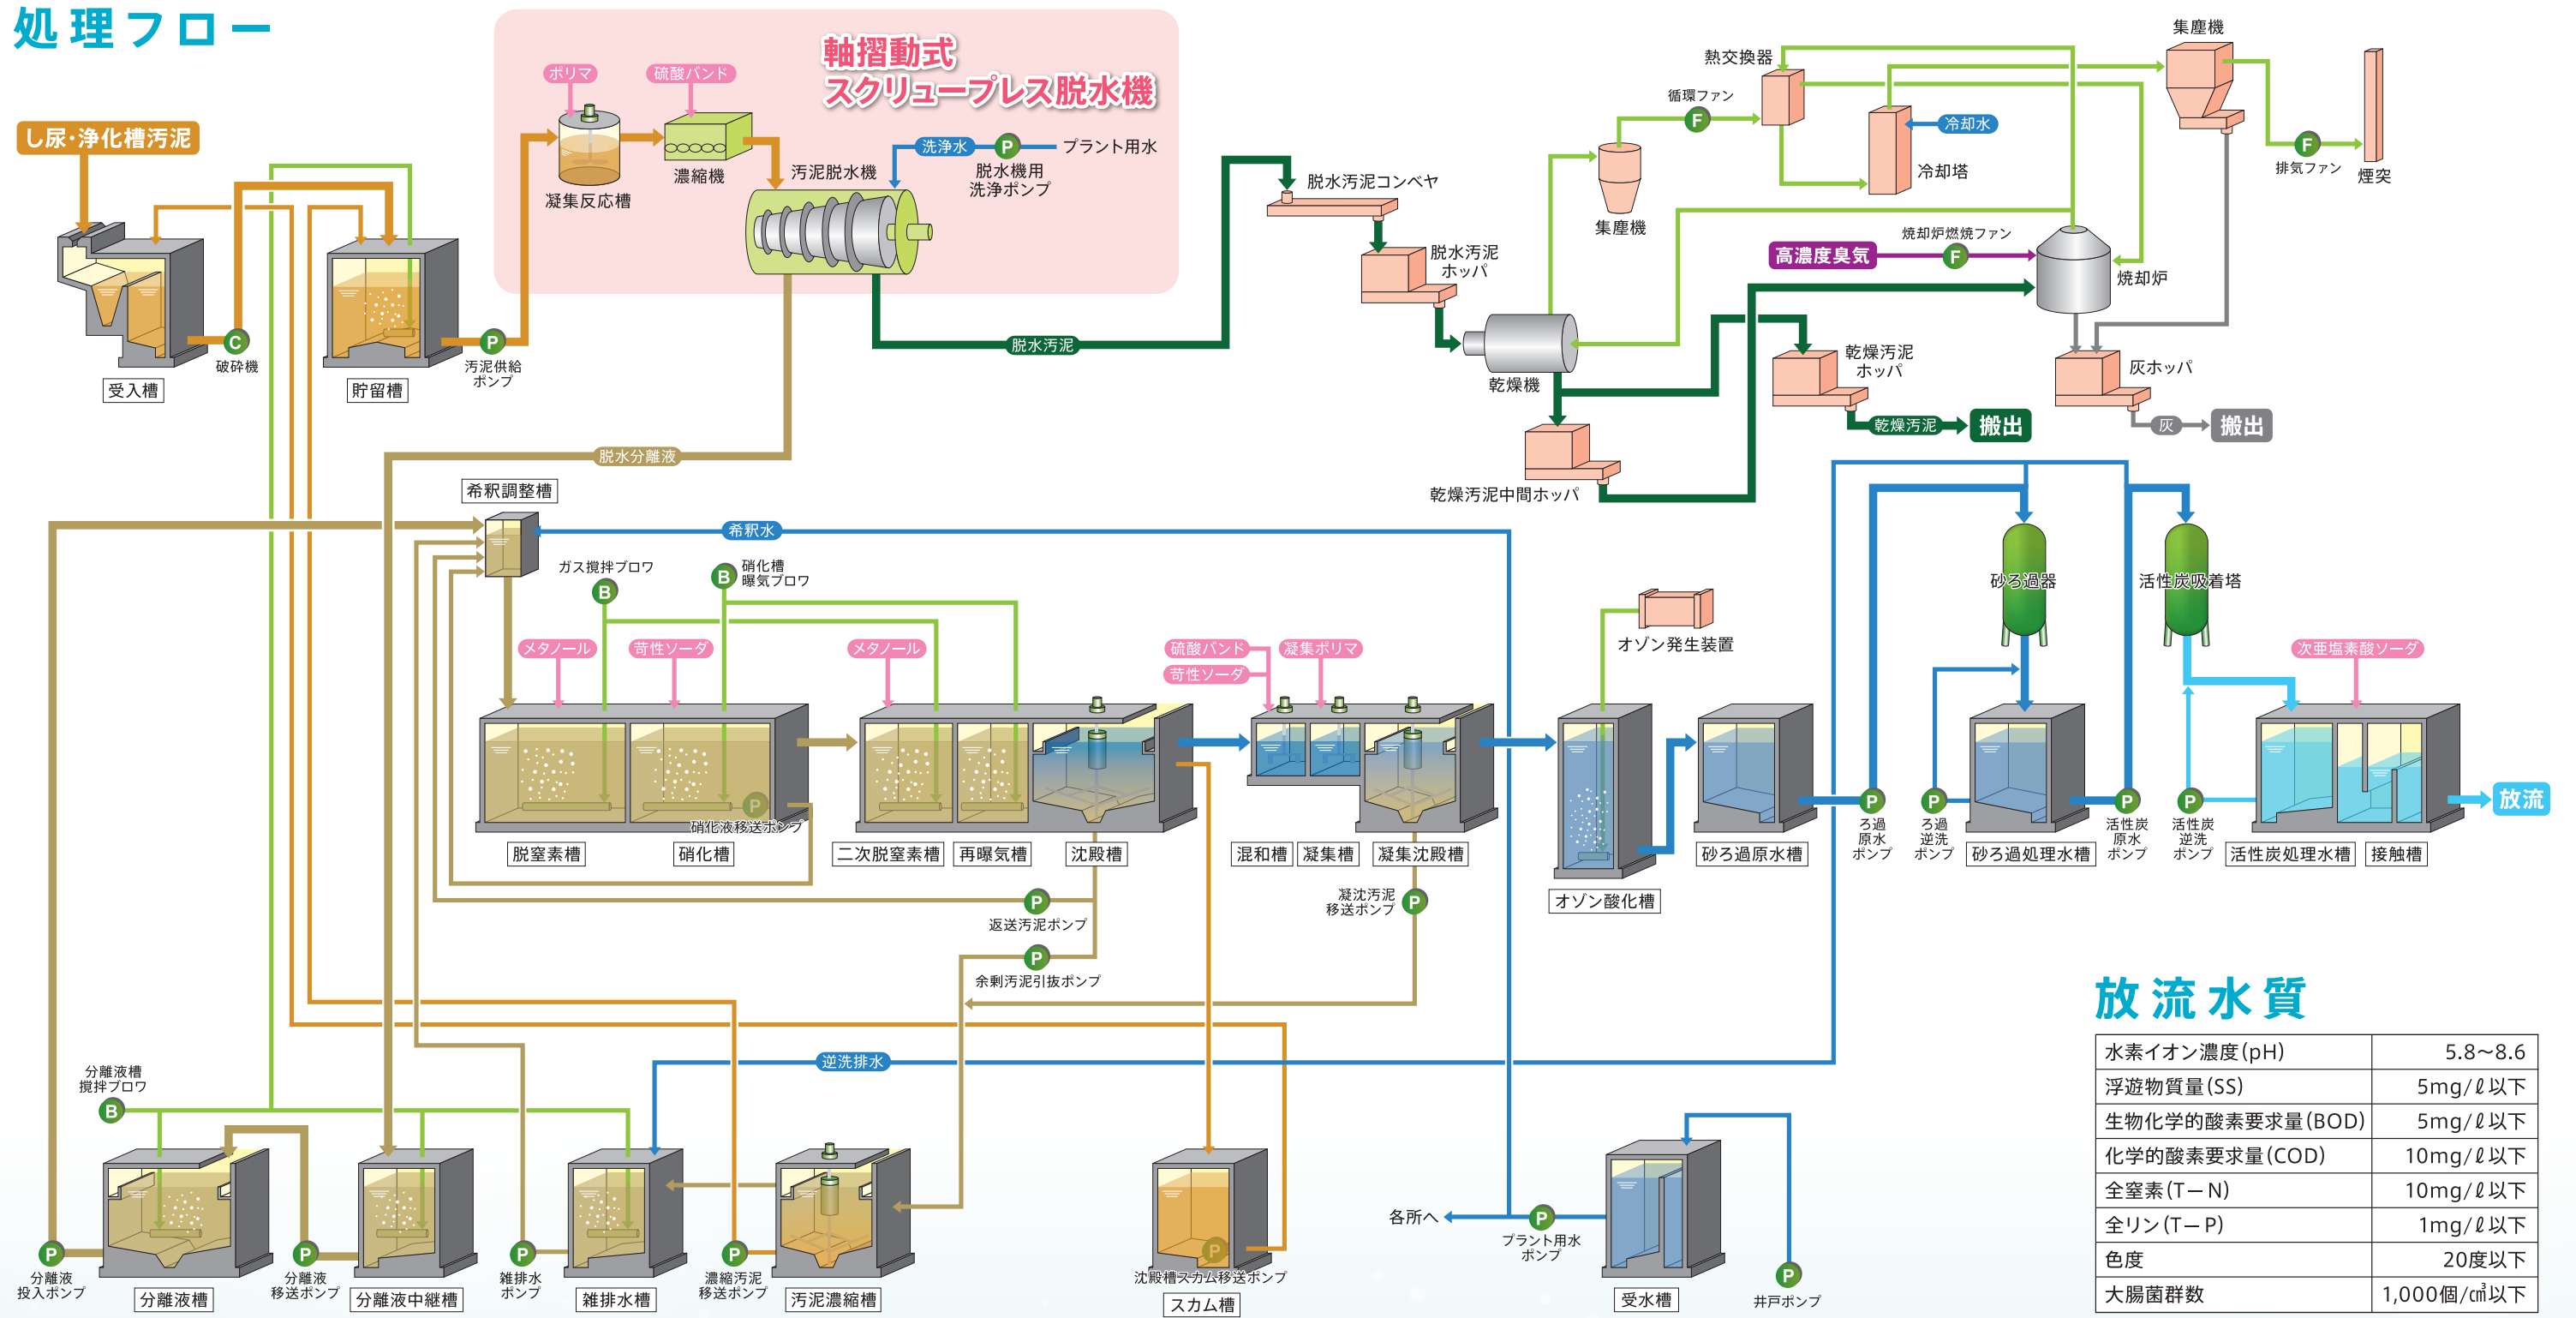 処理フロー
軸摺動式
スクリュープレス脱水機
ポリマ
硫酸バンド
し尿・浄化槽汚泥
凝集反応槽
濃縮機
汚泥脱水機
洗浄水
P
プラント用水
脱水機用
洗浄ポンプ
受入槽
C
破砕機
貯留槽
P
汚泥供給
ポンプ
脱水汚泥
脱水分離液
脱水汚泥コンベヤ
脱水汚泥
ホッパ
乾燥機
集塵機
循環ファン
F
熱交換器
冷却水
冷却塔
集塵機
F
排気ファン
煙突
高濃度臭気
焼却炉燃焼ファン
F
焼却炉
乾燥汚泥
ホッパ
乾燥汚泥
搬出
灰ホッパ
灰
搬出
乾燥汚泥中間ホッパ
希釈調整槽
希釈水
ガス撹拌ブロワ
B
B
硝化槽
曝気ブロワ
メタノール
苛性ソーダ
メタノール
硫酸バンド
苛性ソーダ
凝集ポリマ
オゾン発生装置
砂ろ過器
活性炭吸着塔
次亜塩素酸ソーダ
P
硝化液移送ポンプ
脱窒素槽
硝化槽
二次脱窒素槽
再曝気槽
沈殿槽
混和槽
凝集槽
凝集沈殿槽
オゾン酸化槽
砂ろ過原水槽
P
ろ過
原水
ポンプ
P
ろ過
逆洗
ポンプ
砂ろ過処理水槽
P
活性炭
原水
ポンプ
P
活性炭
逆洗
ポンプ
活性炭処理水槽
接触槽
放流
P
返送汚泥ポンプ
P
余剰汚泥引抜ポンプ
凝沈汚泥
移送ポンプ
P
逆洗排水
分離液槽
撹拌ブロワ
B
P
分離液
投入ポンプ
分離液槽
P
分離液
移送ポンプ
分離液中継槽
P
雑排水
ポンプ
雑排水槽
P
濃縮汚泥
移送ポンプ
汚泥濃縮槽
P
沈殿槽スカム移送ポンプ
スカム槽
各所へ
P
プラント用水
ポンプ
受水槽
P
井戸ポンプ
放流水質
水素イオン濃度(pH) 5.8～8.6
浮遊物質量(SS) 5mg/ℓ以下
生物化学的酸素要求量(BOD) 5mg/ℓ以下
化学的酸素要求量(COD) 10mg/ℓ以下
全窒素(T−N) 10mg/ℓ以下
全リン(T−P) 1mg/ℓ以下
色度 20度以下
大腸菌群数 1,000個/㎤以下